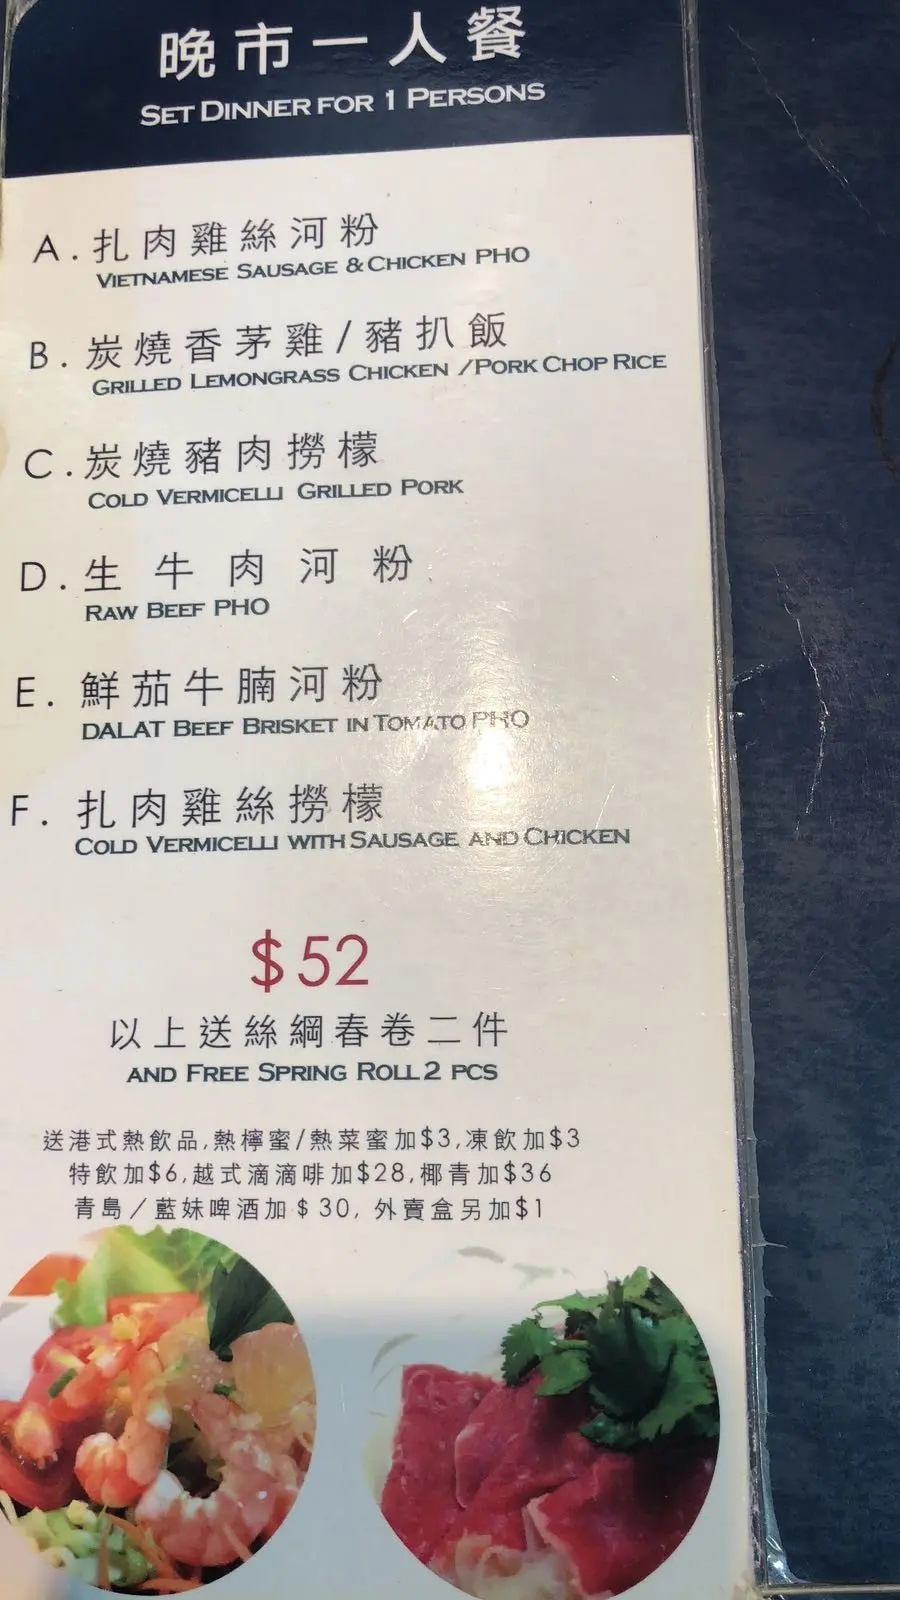 晚市一人餐
SET DINNER FOR 1 PERSONS
A. 扎肉雞絲河粉
VIETNAMESE SAUSAGE & CHICKEN PHO
B. 炭燒香茅雞/豬扒飯
GRILLED LEMONGRASS CHICKEN /PORK CHOP RICE
C. 炭燒豬肉撈檬
COLD VERMICELLI GRILLED PORK
D. 生牛肉河粉
RAW BEEF PHO
E. 鮮茄牛腩河粉
DALAT BEEF BRISKET IN TOMATO PHO
F. 扎肉雞絲撈檬
COLD VERMICELLI WITH SAUSAGE AND CHICKEN
$52
以上送絲綱春卷二件
AND FREE SPRING ROLL 2 PCS
送港式熱飲品,熱檸蜜/熱菜蜜加$3,凍飲加$3
特飲加$6,越式滴滴啡加$28,椰青加$36
青島/藍妹啤酒加$30, 外賣盒另加$1